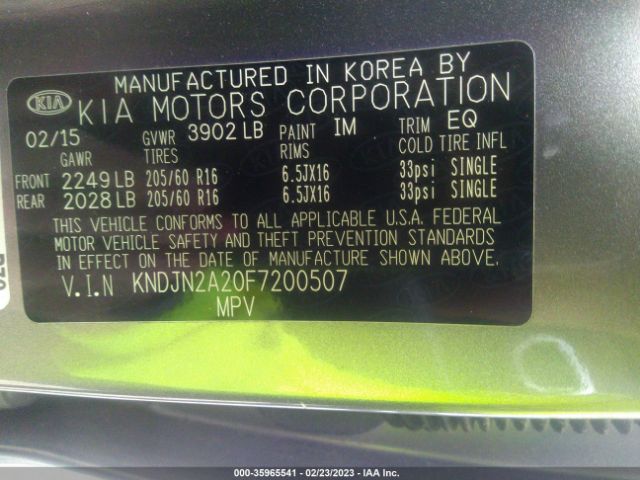 MANUFACTURED IN KOREA BY
KIA KIA MOTORS CORPORATION
02/15 GVWR 3902 LB PAINT IM TRIM EQ
GAWR TIRES RIMS COLD TIRE INFL
FRONT 2249 LB 205/60 R16 6.5JX16 33psi SINGLE
REAR 2028 LB 205/60 R16 6.5JX16 33psi SINGLE
THIS VEHICLE CONFORMS TO ALL APPLICABLE U.S.A. FEDERAL
MOTOR VEHICLE SAFETY AND THEFT PREVENTION STANDARDS
IN EFFECT ON THE DATE OF MANUFACTURE SHOWN ABOVE.
V.I.N KNDJN2A20F7200507
MPV
000-35965541 - 02/23/2023 - IAA Inc.